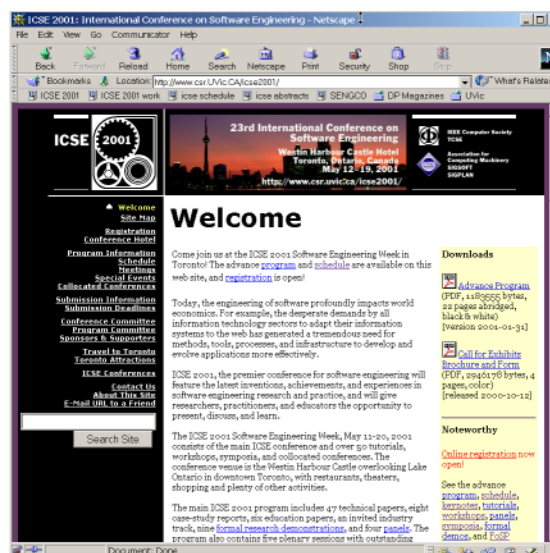 ICSE 2001: International Conference on Software Engineering - Netscape
File Edit View Go Communicator Help
Back Forward Reload Home Search Netscape Print Security Shop Stop
Bookmarks Location: http://www.csr.UVic.CA/icse2001/ What's Relate
ICSE 2001 ICSE 2001 work icse schedule icse abstracts SENGCO DP Magazines UVic
ICSE 2001
23rd International Conference on
Software Engineering
Westin Harbour Castle Hotel
Toronto, Ontario, Canada
May 12-19, 2001
http://www.csr.uvic.ca/icse2001/
IEEE Computer Society
TCSE
Association for
Computing Machinery
SIGSOFT
SIGPLAN
Welcome
Site Map
Registration
Conference Hotel
Program Information
Schedule
Meetings
Special Events
Collocated Conferences
Submission Information
Submission Deadlines
Conference Committee
Program Committee
Sponsors & Supporters
Travel to Toronto
Toronto Attractions
ICSE Conferences
Contact Us
About This Site
E-Mail URL to a Friend
Search Site
Welcome
Come join us at the ICSE 2001 Software Engineering Week in
Toronto! The advance program and schedule are available on this
web site, and registration is open!
Today, the engineering of software profoundly impacts world
economics. For example, the desperate demands by all
information technology sectors to adapt their information
systems to the web has generated a tremendous need for
methods, tools, processes, and infrastructure to develop and
evolve applications more effectively.
ICSE 2001, the premier conference for software engineering will
feature the latest inventions, achievements, and experiences in
software engineering research and practice, and will give
researchers, practitioners, and educators the opportunity to
present, discuss, and learn.
The ICSE 2001 Software Engineering Week, May 11-20, 2001
consists of the main ICSE conference and over 50 tutorials,
workshops, symposia, and collocated conferences. The
conference venue is the Westin Harbour Castle overlooking Lake
Ontario in downtown Toronto, with restaurants, theaters,
shopping and plenty of other activities.
The main ICSE 2001 program includes 47 technical papers, eight
case-study reports, six education papers, an invited industry
track, nine formal research demonstrations, and four panels. The
program also contains five plenary sessions with outstanding
Downloads
Advance Program
(PDF, 1183555 bytes,
22 pages abridged,
black & white)
[version 2001-01-31]
Call for Exhibits
Brochure and Form
(PDF, 2946178 bytes, 4
pages, color)
[released 2000-10-12]
Noteworthy
Online registration now
open!
See the advance
program, schedule,
keynotes, tutorials,
workshops, panels,
symposia, formal
demos, and FoSP
Document: Done